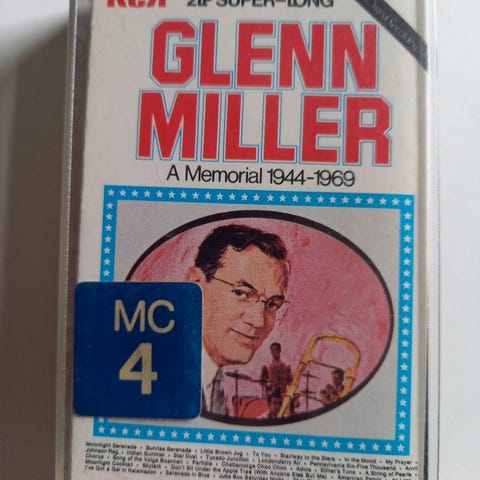 RCA 2LP SUPER-LONG
GLENN
MILLER
A Memorial 1944-1969
MC
4
Moonlight Serenade • Sunrise Serenade • Little Brown Jug • To You • Stairway to the Stars • In the Mood •
Johnson Rag • Indian Summer • Star Dust • Tuxedo Junction • Londonderry Air • Pennsylvania Six-Five Thousand • Anvil
Chorus • Song of the Volga Boatmen • Perfidia • Chattanooga Choo Choo • Adios • Elmer's Tune • A String of Pearls
Moonlight Cocktail • Skylark • Don't Sit Under the Apple Tree (With Anyone Else But Me) • American Patrol •
I've Got a Gal in Kalamazoo • Serenade in Blue • Juke Box Saturday Night